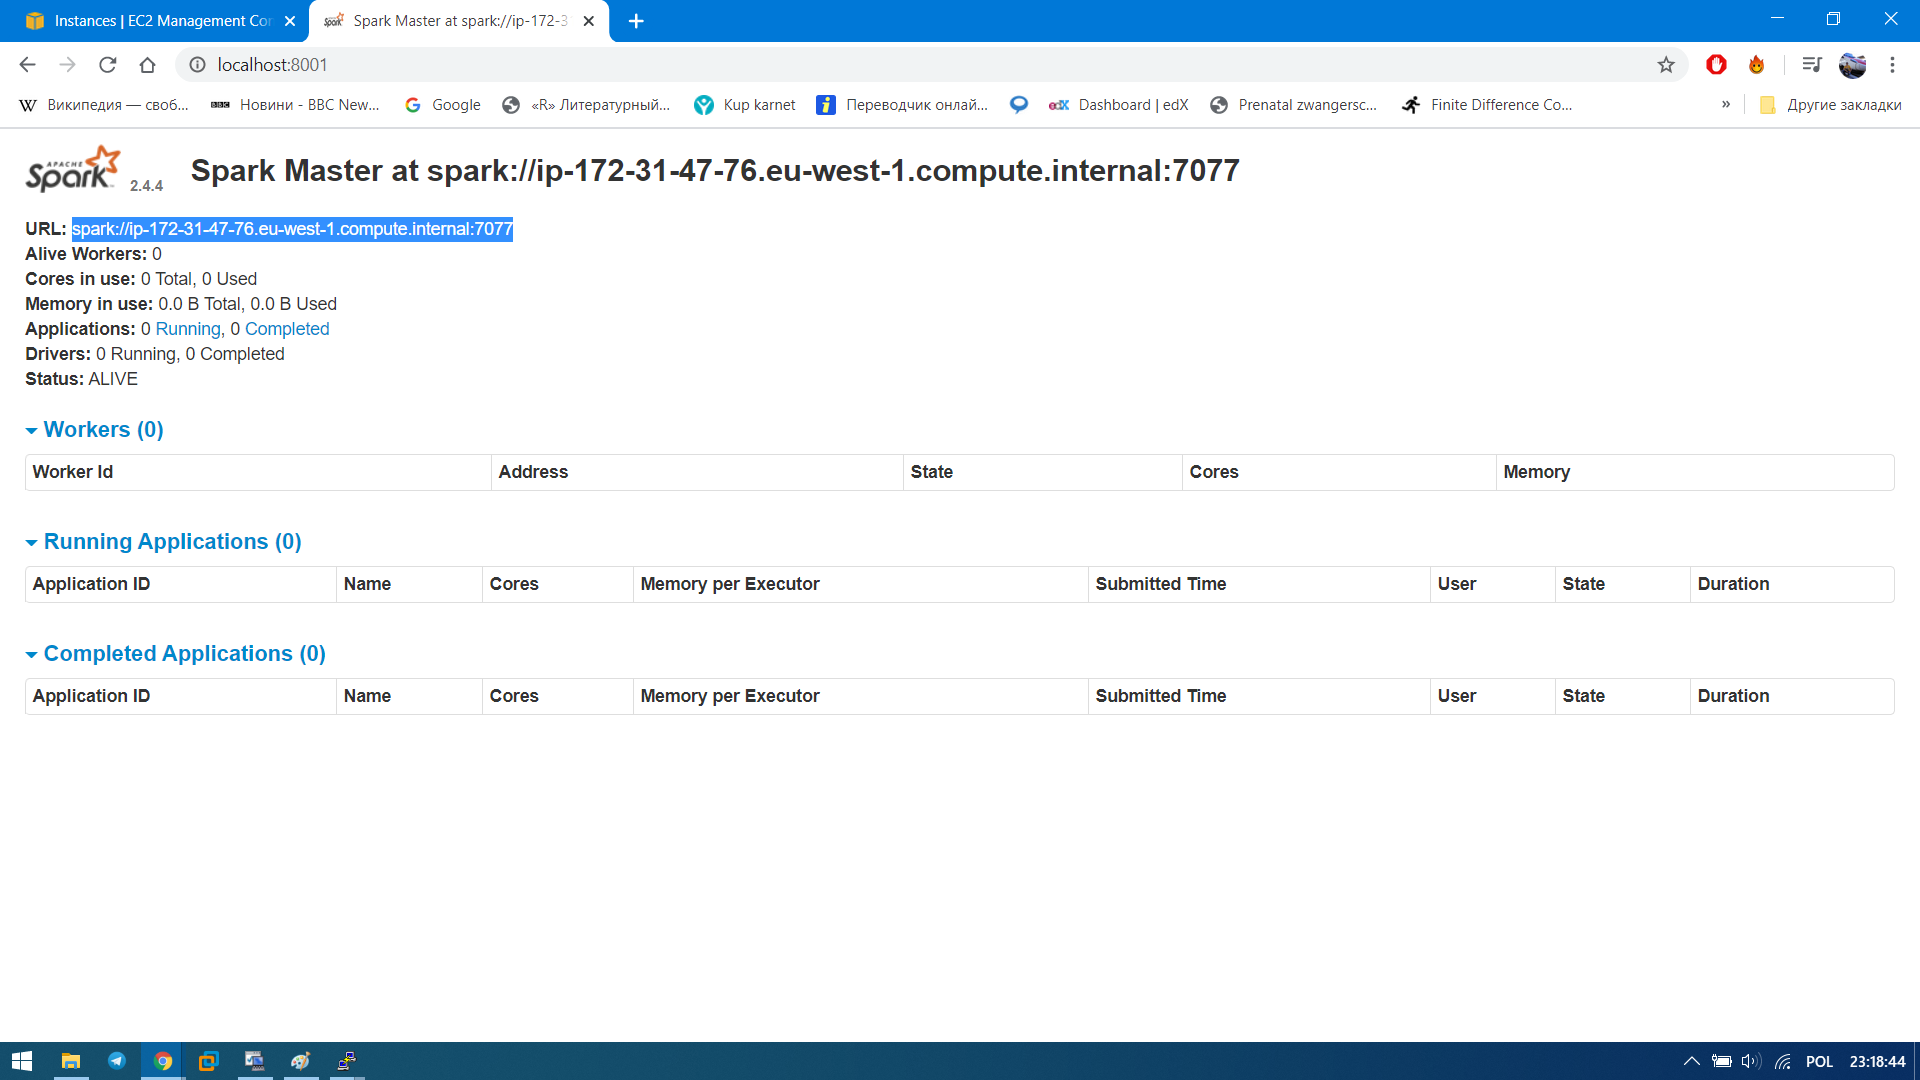 Instances | EC2 Management Con
Spark Master at spark://ip-172-3
localhost:8001
Википедия — своб...
BBC
Новини - BBC New...
Google
«R» Литературный...
Kup karnet
Переводчик онлай...
edX
Dashboard | edX
Prenatal zwangersc...
Finite Difference Co...
»
Другие закладки
APACHE
Spark
2.4.4
Spark Master at spark://ip-172-31-47-76.eu-west-1.compute.internal:7077
URL: spark://ip-172-31-47-76.eu-west-1.compute.internal:7077
Alive Workers: 0
Cores in use: 0 Total, 0 Used
Memory in use: 0.0 B Total, 0.0 B Used
Applications: 0 Running, 0 Completed
Drivers: 0 Running, 0 Completed
Status: ALIVE
Workers (0)
Worker Id Address State Cores Memory
Running Applications (0)
Application ID Name Cores Memory per Executor Submitted Time User State Duration
Completed Applications (0)
Application ID Name Cores Memory per Executor Submitted Time User State Duration
POL 23:18:44